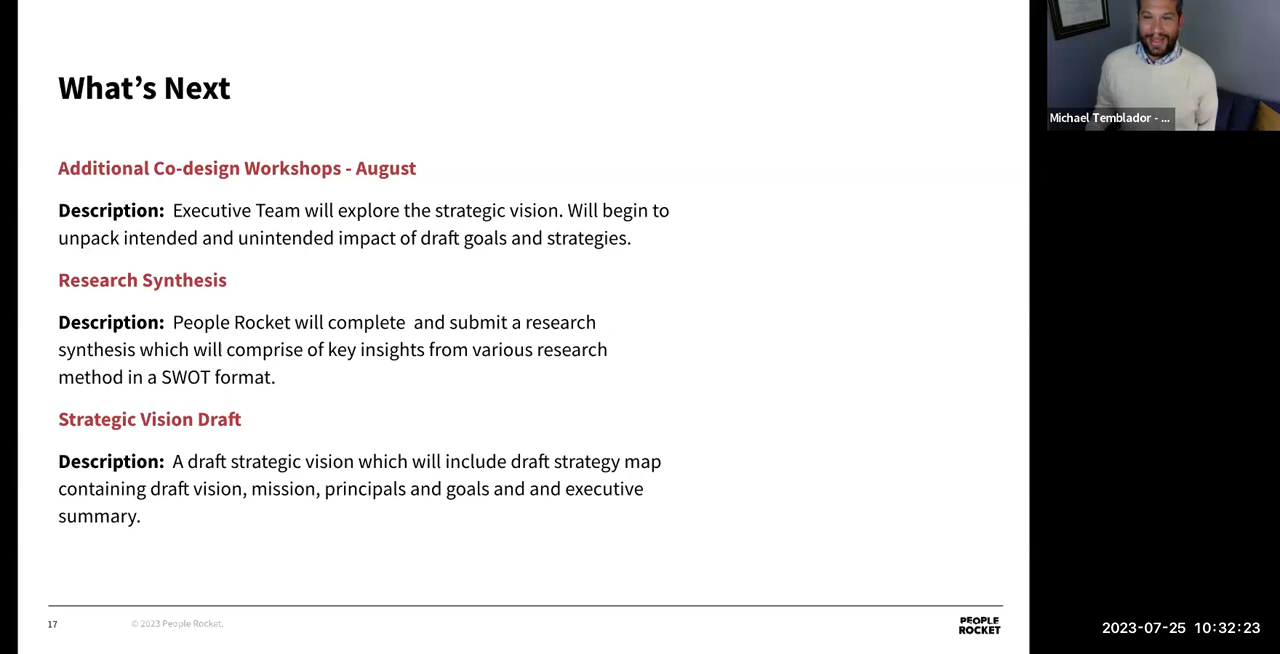 What's Next
Additional Co-design Workshops - August
Description:  Executive Team will explore the strategic vision. Will begin to
unpack intended and unintended impact of draft goals and strategies.
Research Synthesis
Description:  People Rocket will complete  and submit a research
synthesis which will comprise of key insights from various research
method in a SWOT format.
Strategic Vision Draft
Description:  A draft strategic vision which will include draft strategy map
containing draft vision, mission, principals and goals and and executive
summary.
17
© 2023 People Rocket.
PEOPLE
ROCKET
Michael Temblador - ...
2023-07-25 10:32:23